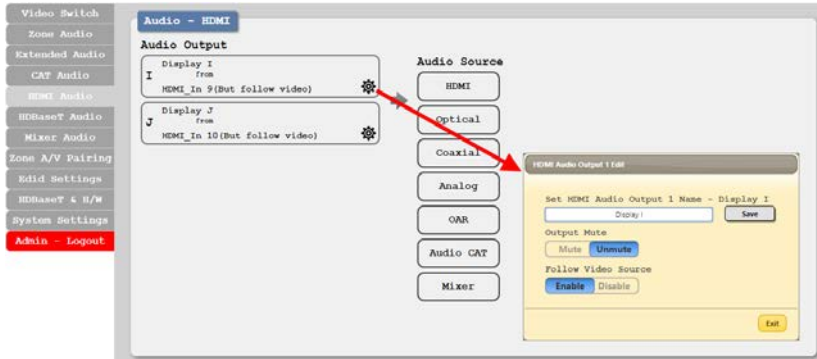 Video Switch
Zone Audio
Extended Audio
CAT Audio
HDMI Audio
HDBaseT Audio
Mixer Audio
Zone A/V Pairing
Edid Settings
HDBaseT & H/W
System Settings
Admin - Logout
Audio - HDMI
Audio Output
I
Display I
from
HDMI_In 9(But follow video)
J
Display J
from
HDMI_In 10(But follow video)
Audio Source
HDMI
Optical
Coaxial
Analog
OAR
Audio CAT
Mixer
HDMI Audio Output 1 Edit
Set HDMI Audio Output 1 Name - Display I
Display I
Save
Output Mute
Mute Unmute
Follow Video Source
Enable Disable
Exit